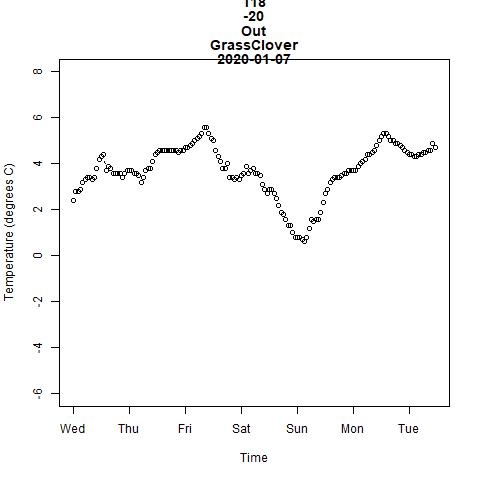 T18
-20
Out
GrassClover
2020-01-07
8
6
4
2
0
-2
-4
-6
Temperature (degrees C)
Wed Thu Fri Sat Sun Mon Tue
Time